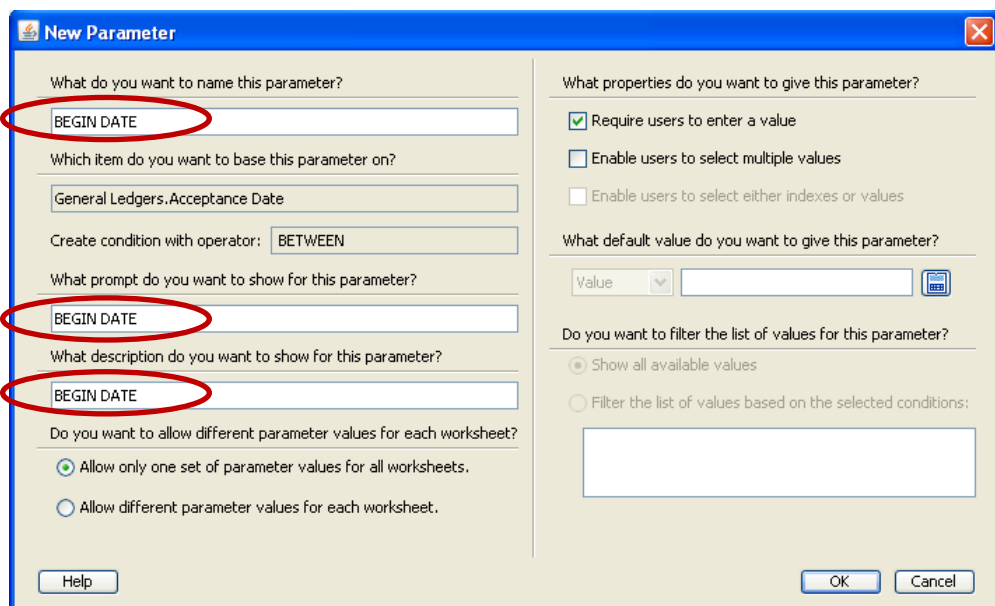 New Parameter
What do you want to name this parameter?
BEGIN DATE
Which item do you want to base this parameter on?
General Ledgers.Acceptance Date
Create condition with operator: BETWEEN
What prompt do you want to show for this parameter?
BEGIN DATE
What description do you want to show for this parameter?
BEGIN DATE
Do you want to allow different parameter values for each worksheet?
Allow only one set of parameter values for all worksheets.
Allow different parameter values for each worksheet.
What properties do you want to give this parameter?
Require users to enter a value
Enable users to select multiple values
Enable users to select either indexes or values
What default value do you want to give this parameter?
Value
Do you want to filter the list of values for this parameter?
Show all available values
Filter the list of values based on the selected conditions:
Help
OK
Cancel